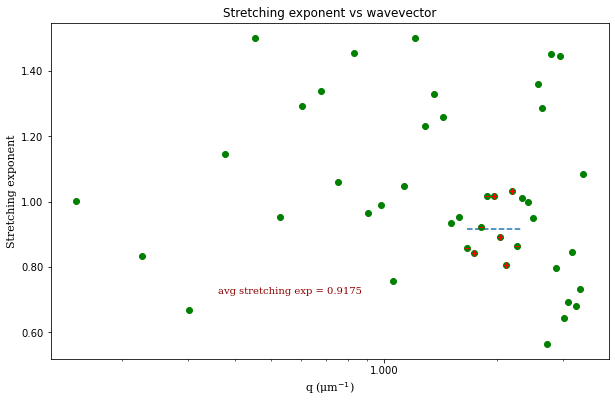 Stretching exponent vs wavevector
Stretching exponent
1.40
1.20
1.00
0.80
0.60
avg stretching exp = 0.9175
1.000
q (μm⁻¹)